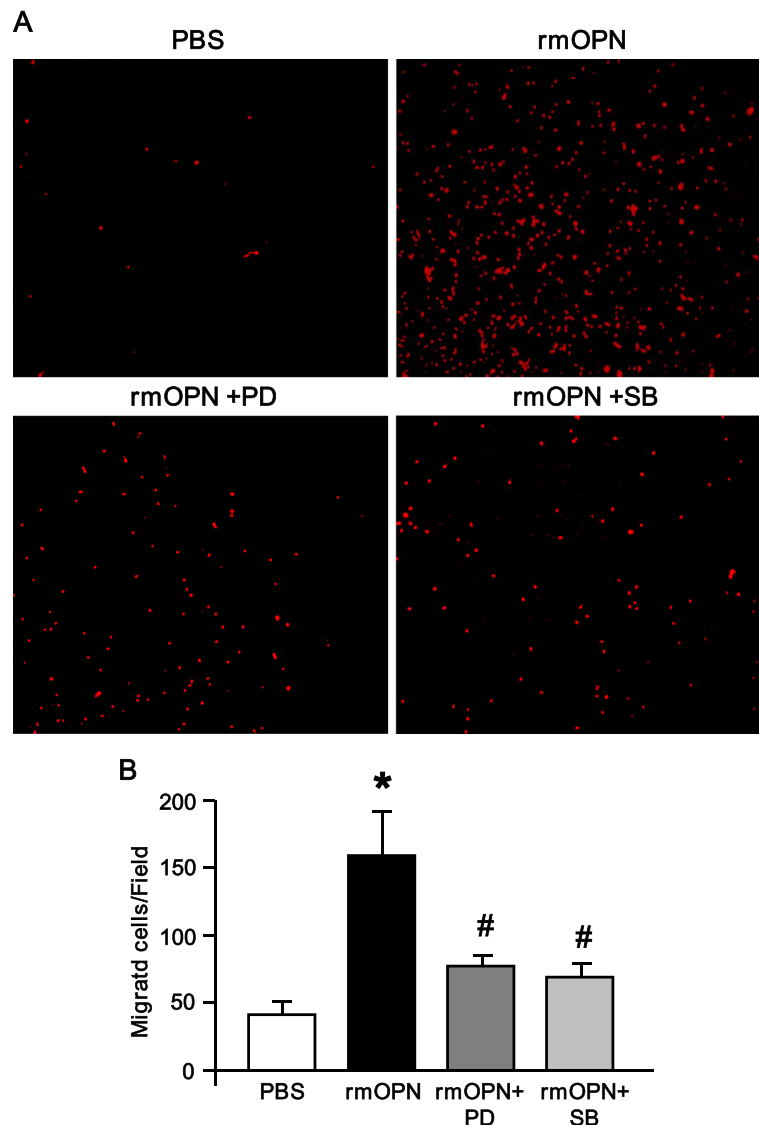 A
PBS
rmOPN
rmOPN +PD
rmOPN +SB
B
*
#
#
200
150
100
50
0
Migratd cells/Field
PBS
rmOPN
rmOPN+
PD
rmOPN+
SB